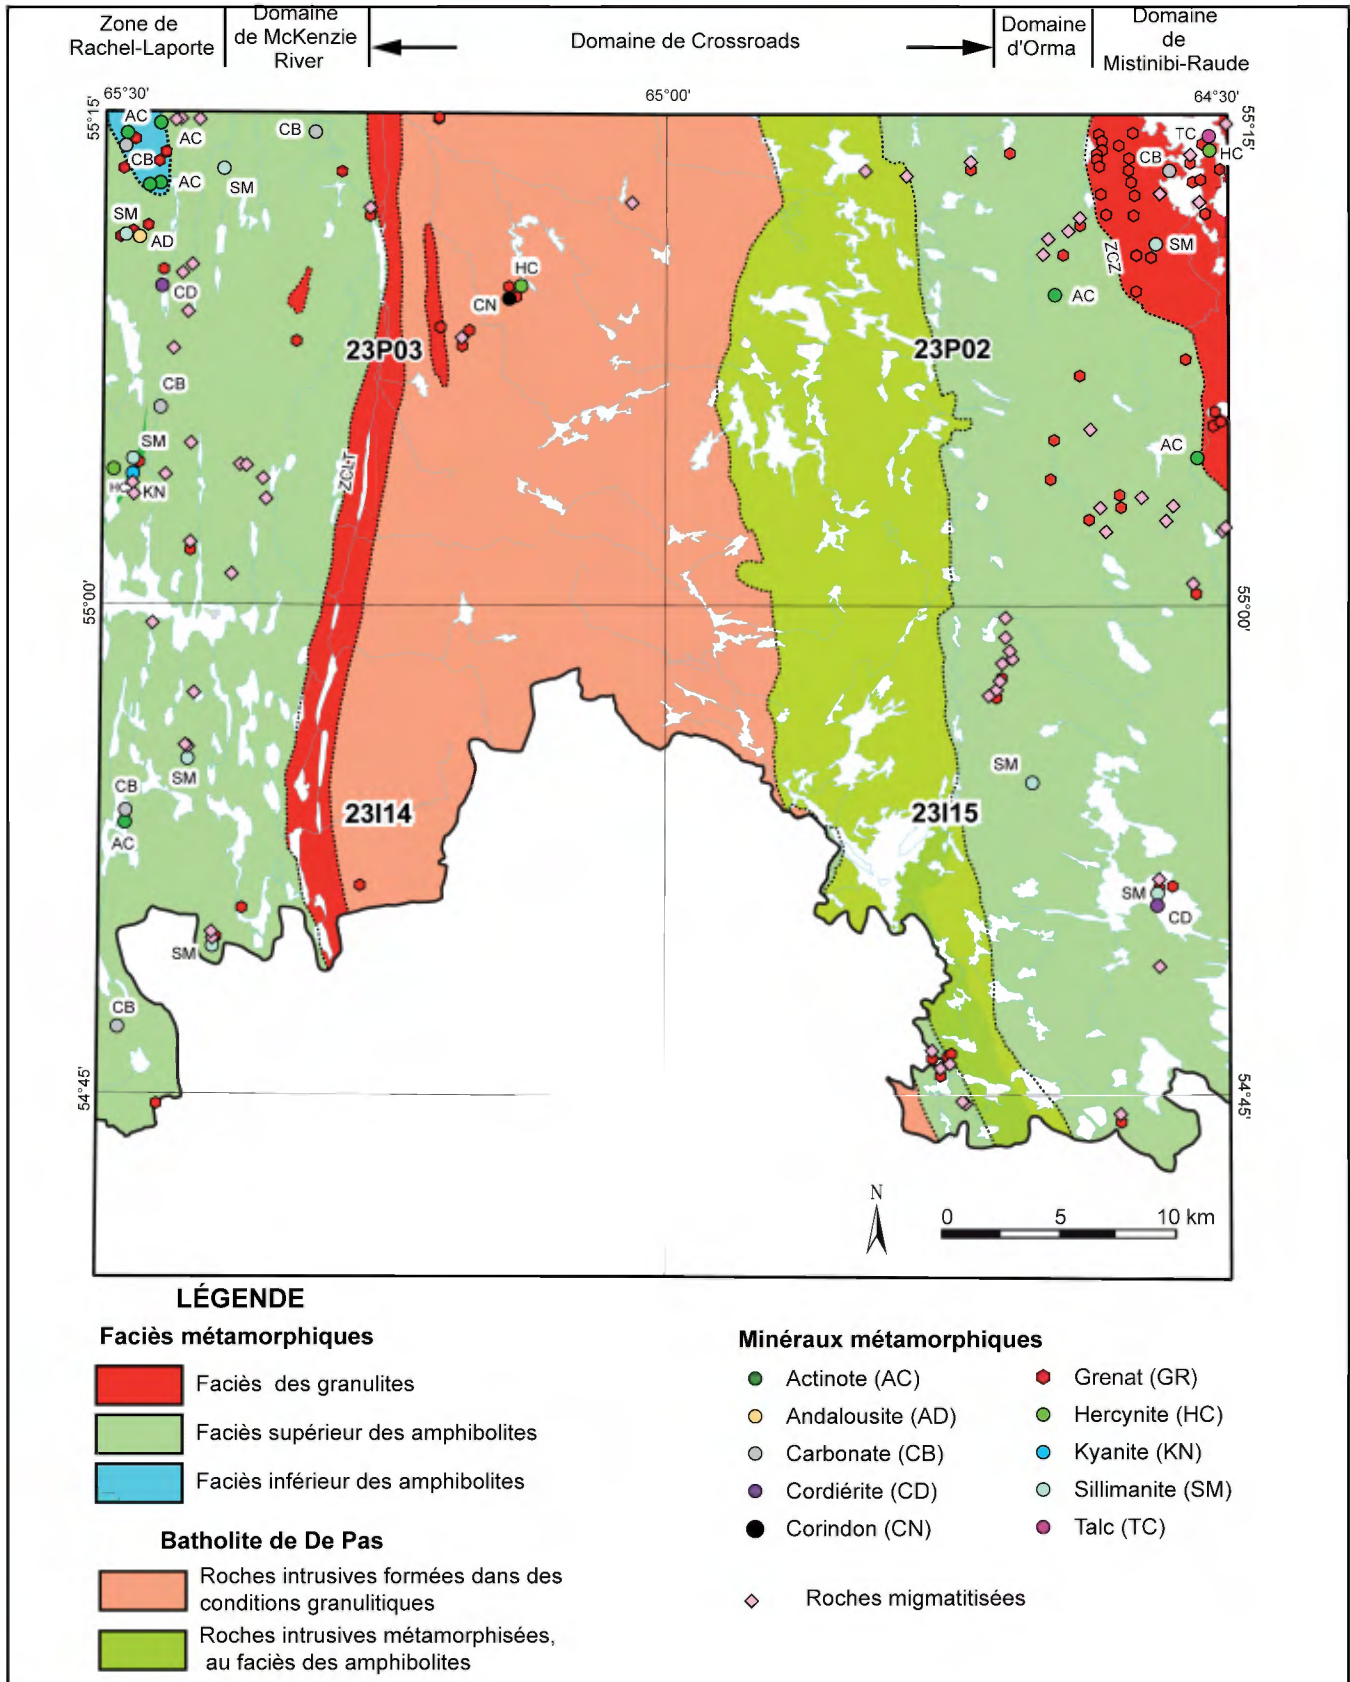 Zone de
Rachel-Laporte
Domaine
de McKenzie
River
Domaine de Crossroads
Domaine
d'Orma
Domaine
de
Mistinibi-Raude
65°30'
65°00'
64°30'
55°15'
55°15'
AC
AC
CB
AC
CB
SM
SM
AD
CD
CB
SM
HC
KN
HC
CN
TC
HC
CB
SM
ZCZ
AC
23P03
23P02
ZCLT
AC
55°00'
55°00'
SM
CB
AC
SM
23I14
23I15
SM
SM
CD
SM
CB
54°45'
54°45'
N
0 5 10 km
LÉGENDE
Faciès métamorphiques
Faciès des granulites
Faciès supérieur des amphibolites
Faciès inférieur des amphibolites
Batholite de De Pas
Roches intrusives formées dans des
conditions granulitiques
Roches intrusives métamorphisées,
au faciès des amphibolites
Minéraux métamorphiques
Actinote (AC)
Andalousite (AD)
Carbonate (CB)
Cordiérite (CD)
Corindon (CN)
Grenat (GR)
Hercynite (HC)
Kyanite (KN)
Sillimanite (SM)
Talc (TC)
Roches migmatitisées